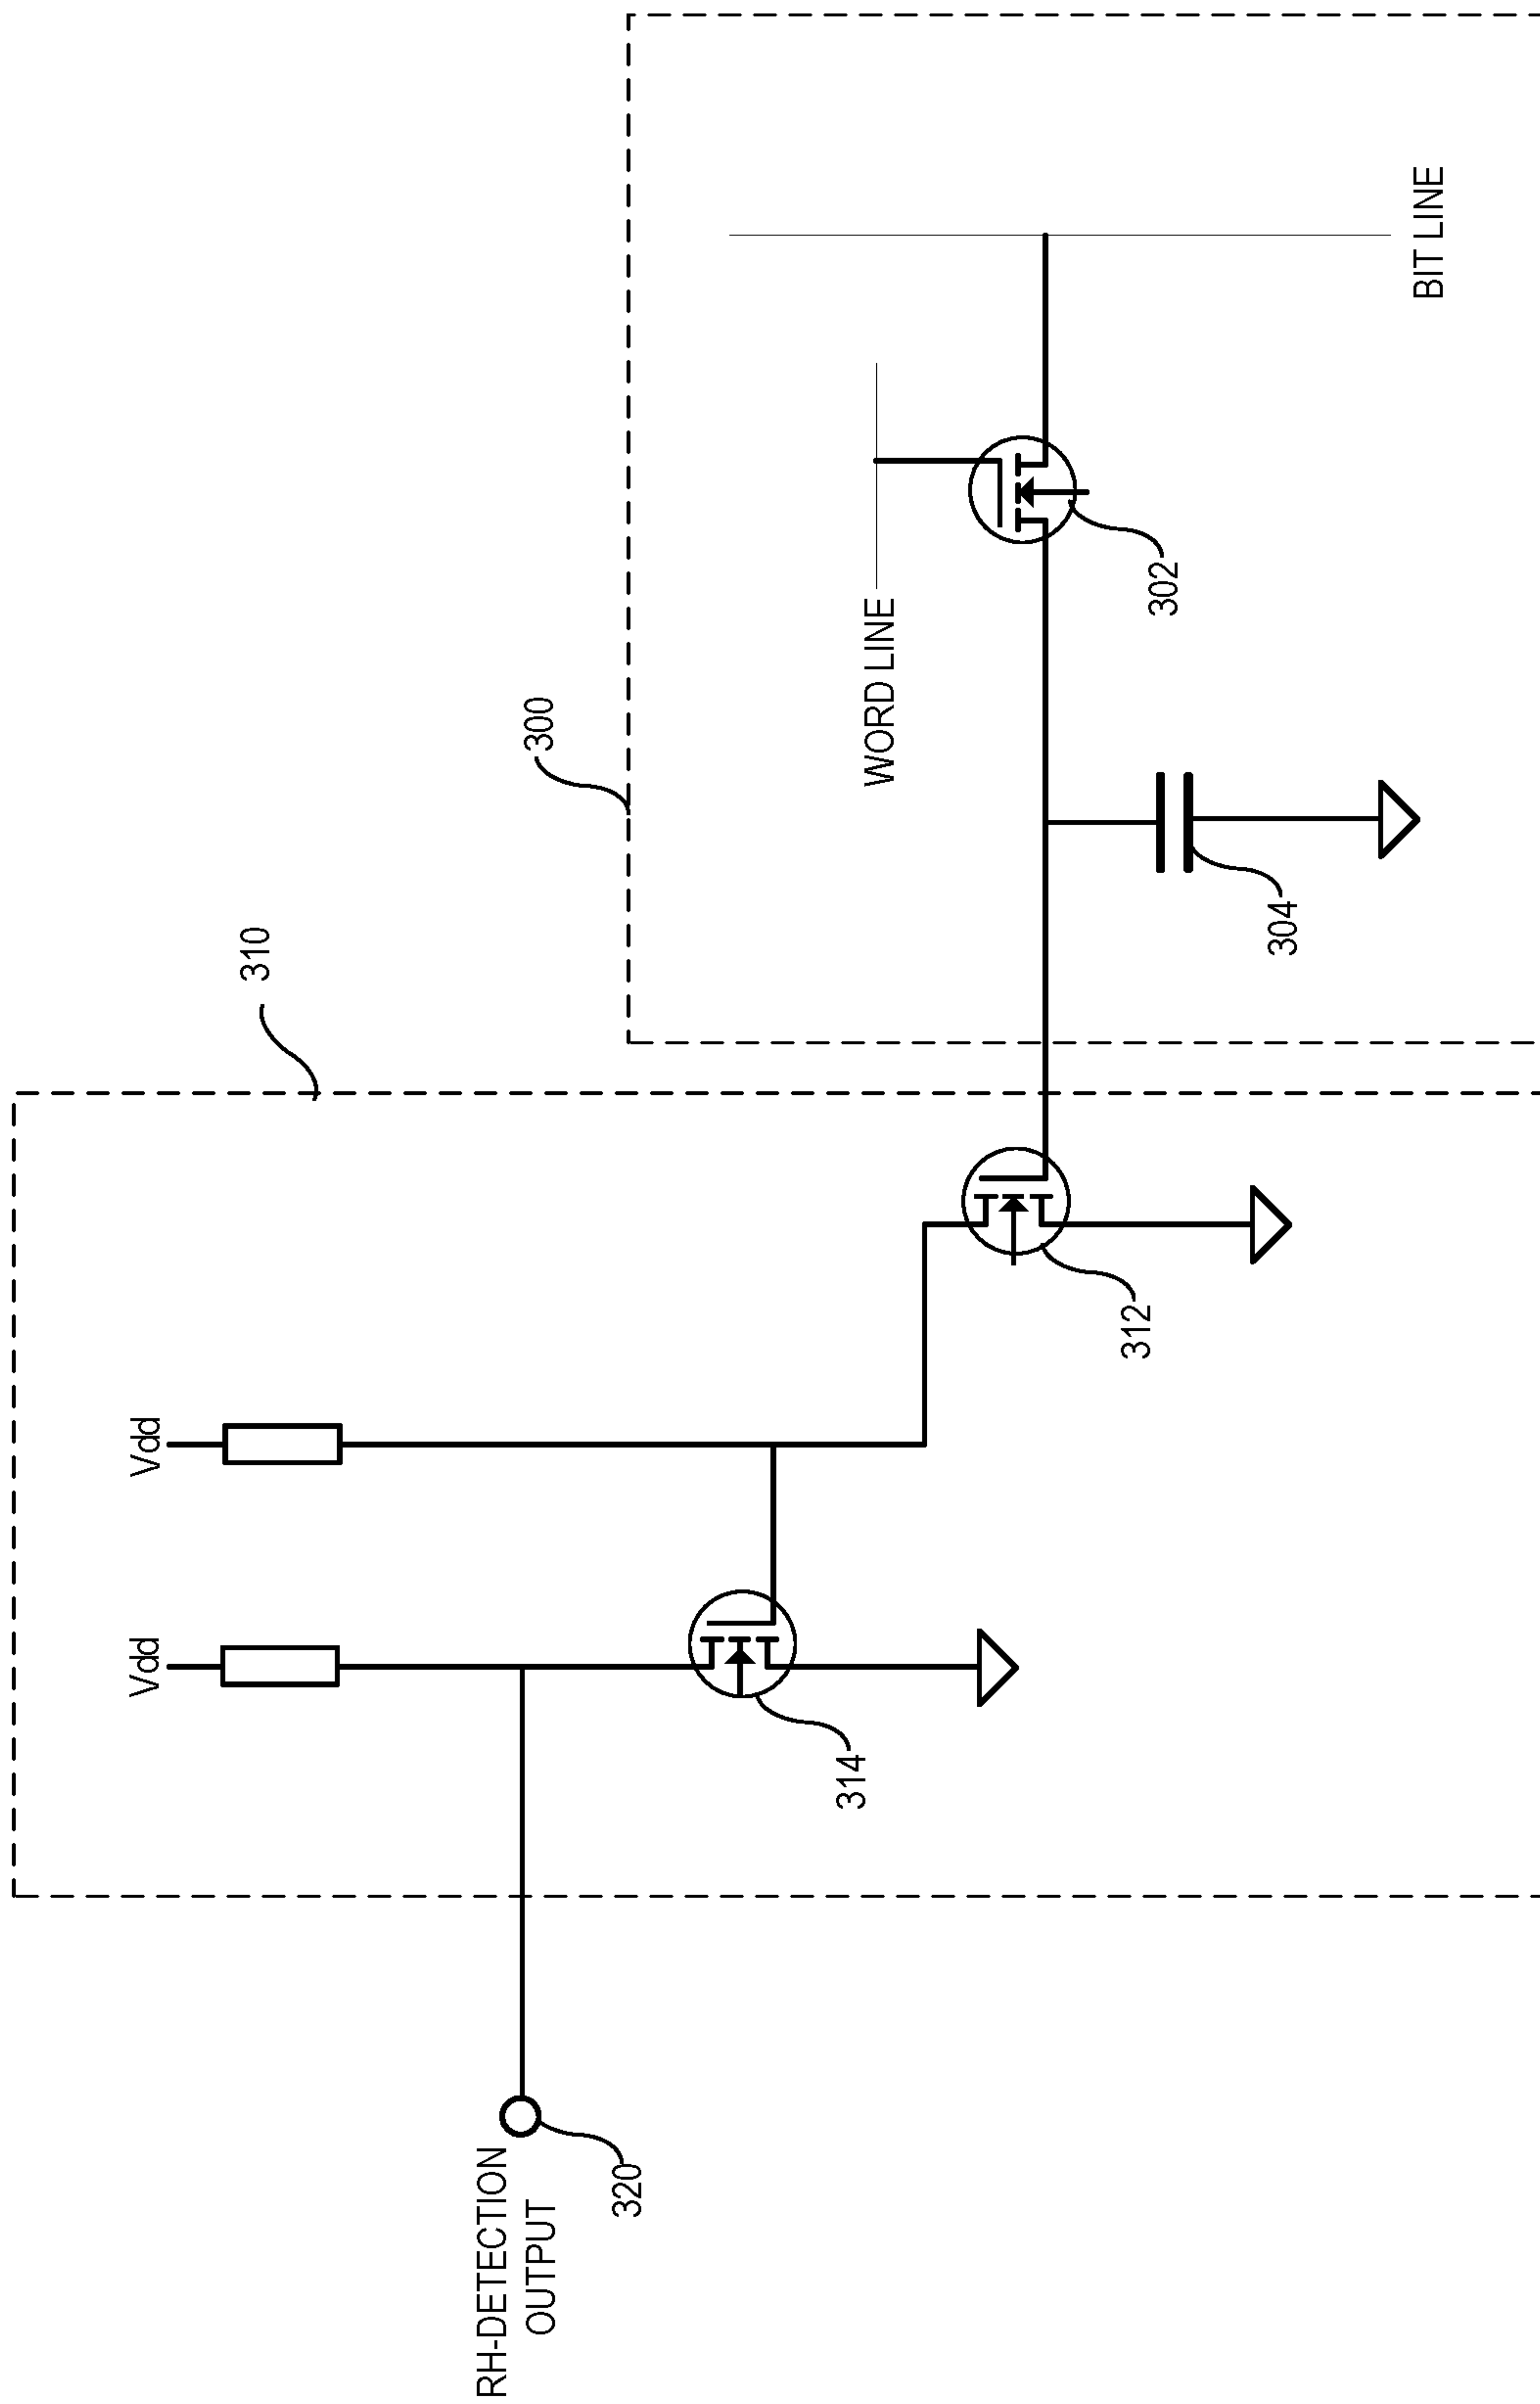 310
300
Vdd
Vdd
RH-DETECTION
OUTPUT
320
314
312
304
302
WORD LINE
BIT LINE